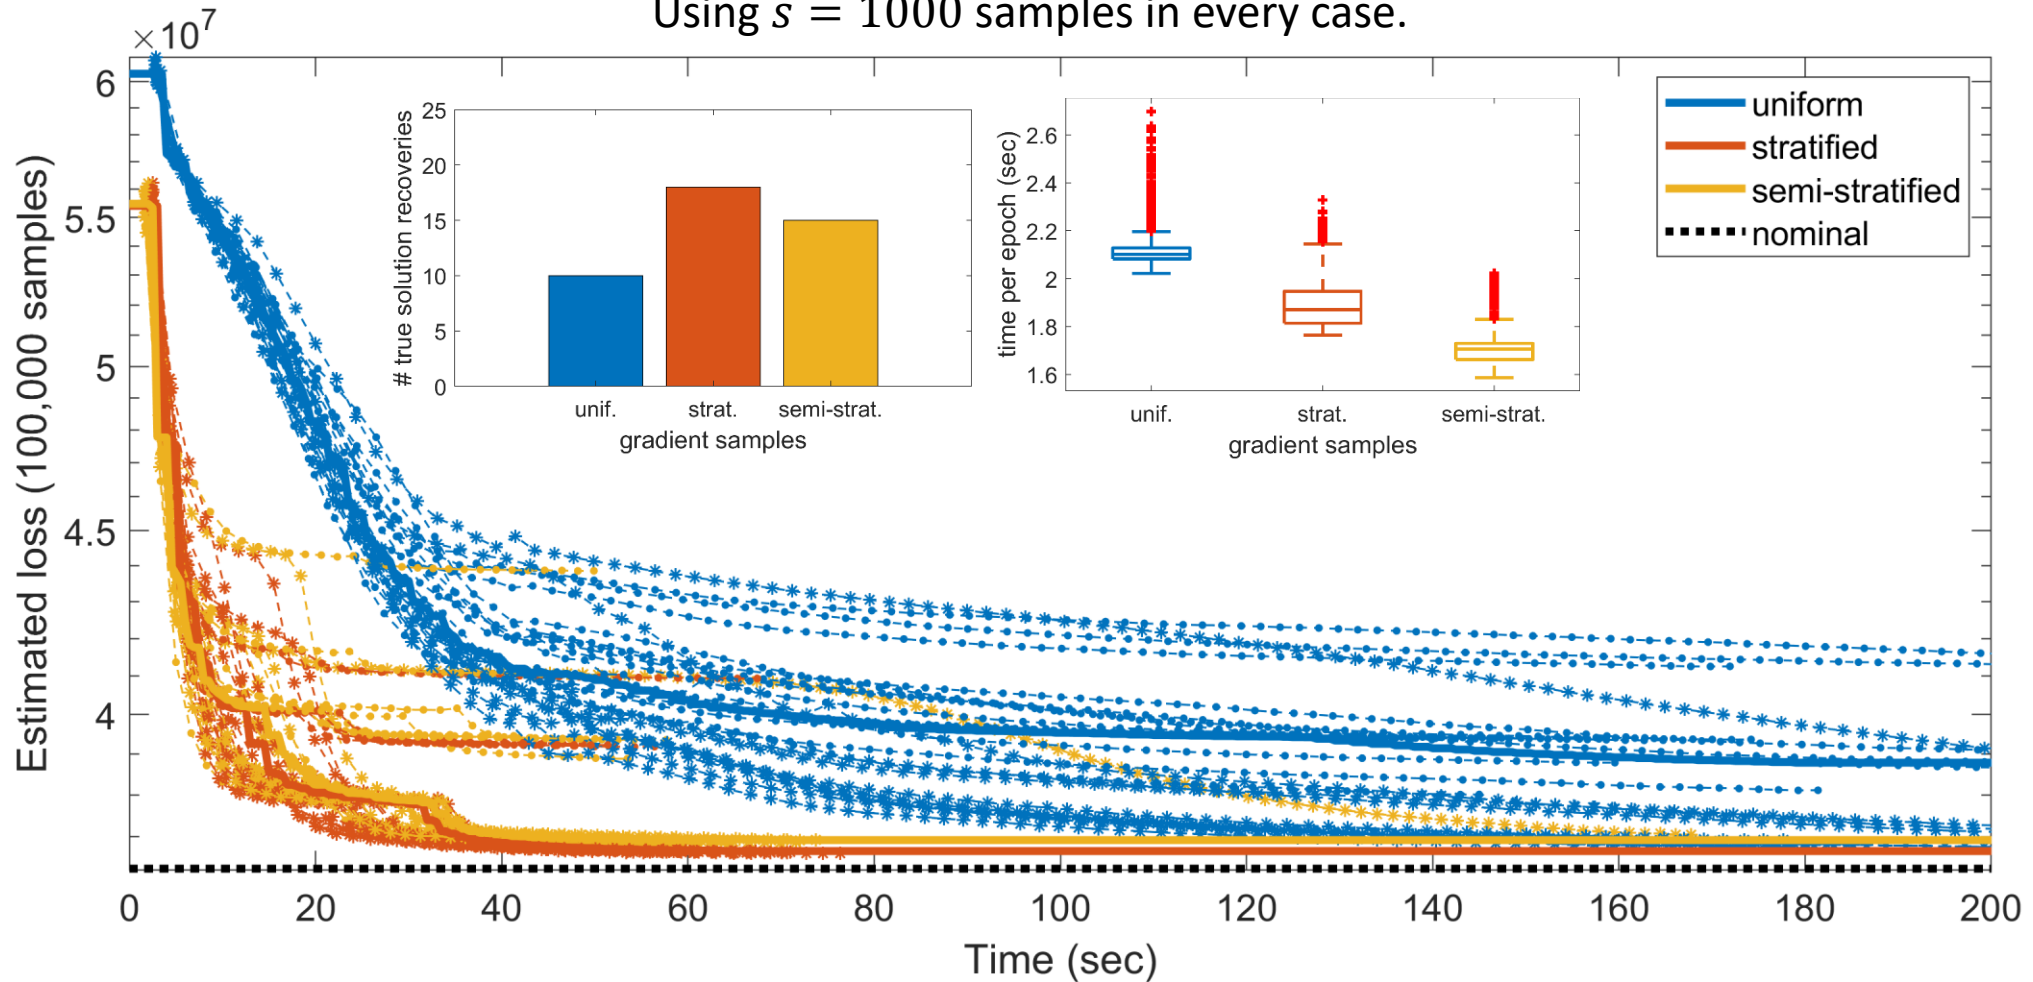 Using s = 1000 samples in every case.
×10⁷
6
5.5
5
4.5
4
Estimated loss (100,000 samples)
0 20 40 60 80 100 120 140 160 180 200
Time (sec)
25
20
15
10
5
0
# true solution recoveries
unif. strat. semi-strat.
gradient samples
2.6
2.4
2.2
2
1.8
1.6
time per epoch (sec)
unif. strat. semi-strat.
gradient samples
uniform
stratified
semi-stratified
nominal